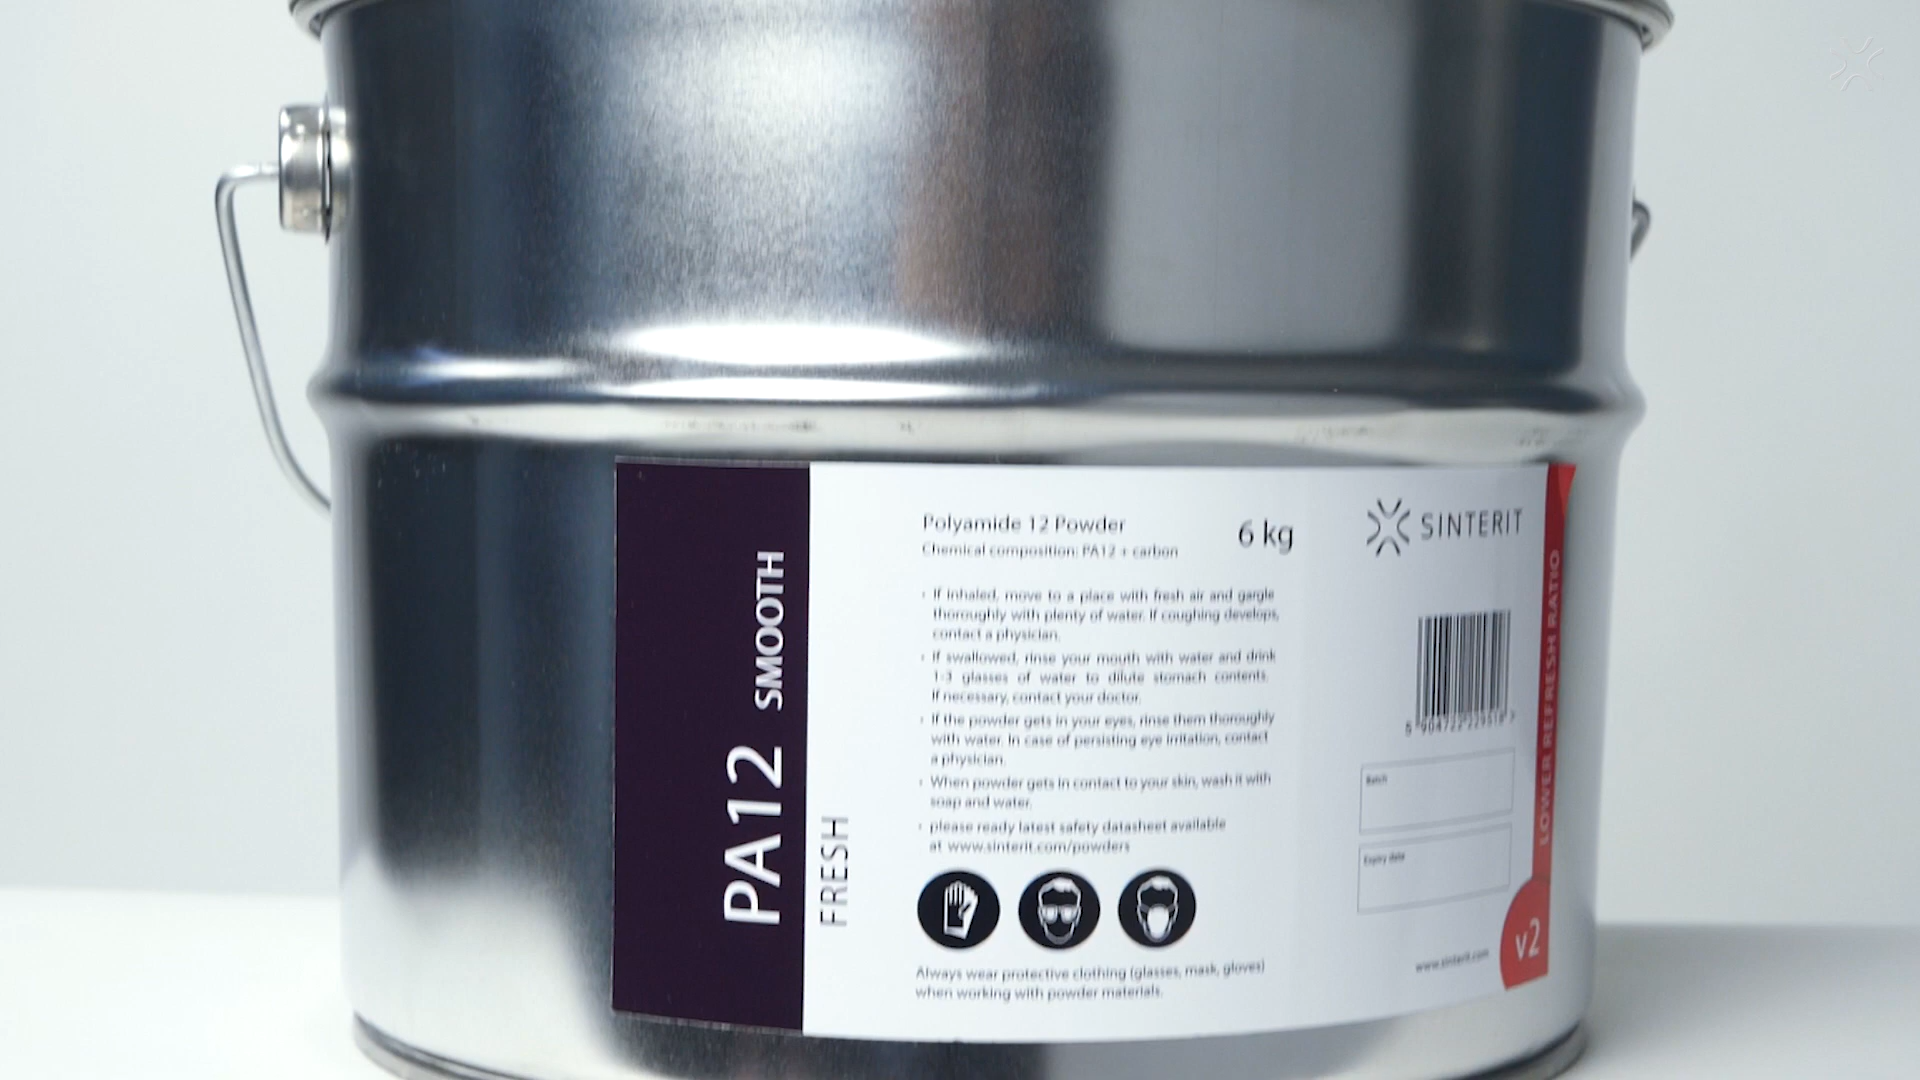 PA12 SMOOTH
FRESH
Polyamide 12 Powder
Chemical composition: PA12 + carbon
6 kg
SINTERIT
• If inhaled, move to a place with fresh air and gargle
thoroughly with plenty of water. If coughing develops,
contact a physician.
• If swallowed, rinse your mouth with water and drink
1-3 glasses of water to dilute stomach contents.
If necessary, contact your doctor.
• If the powder gets in your eyes, rinse them thoroughly
with water. In case of persisting eye irritation, contact
a physician.
• When powder gets in contact to your skin, wash it with
soap and water.
• please ready latest safety datasheet available
at www.sinterit.com/powders
Always wear protective clothing (glasses, mask, gloves)
when working with powder materials.
Batch
Expiry date
www.sinterit.com
LOWER REFRESH RATIO
v2